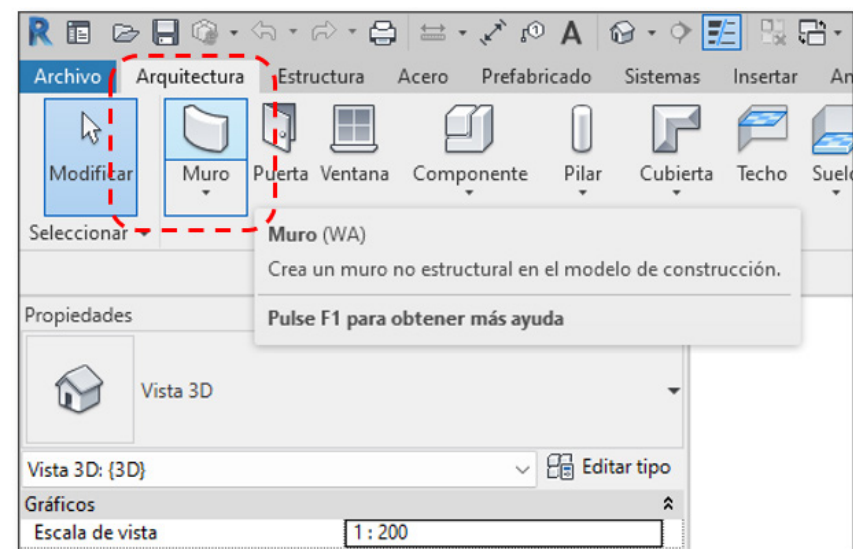 Archivo Arquitectura Estructura Acero Prefabricado Sistemas Insertar An
Modificar Muro Puerta Ventana Componente Pilar Cubierta Techo Suelo
Seleccionar
Muro (WA)
Crea un muro no estructural en el modelo de construcción.
Pulse F1 para obtener más ayuda
Propiedades
Vista 3D
Vista 3D: {3D}
Editar tipo
Gráficos
Escala de vista
1 : 200